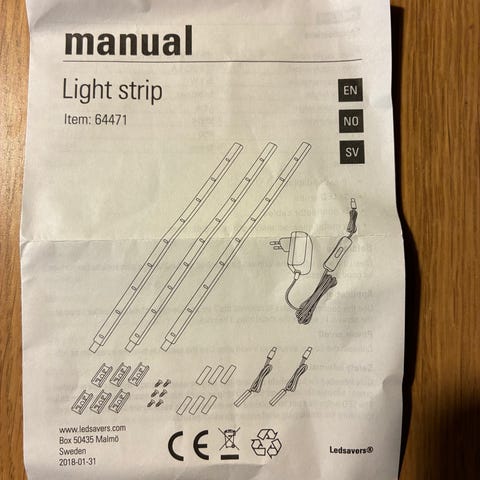 manual
Light strip
Item: 64471
EN
NO
SV
www.ledsavers.com
Box 50435 Malmö
Sweden
2018-01-31
CE
Ledsavers®